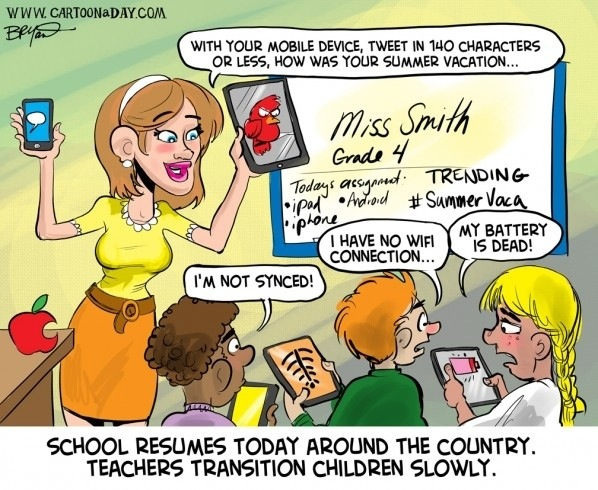 WWW.CARTOONADAY.COM
BRYAN
WITH YOUR MOBILE DEVICE, TWEET IN 140 CHARACTERS
OR LESS, HOW WAS YOUR SUMMER VACATION...
Miss Smith
Grade 4
Todays assignment:
•ipad •Android
•iphone
TRENDING
#SummerVaca
I'M NOT SYNCED!
I HAVE NO WIFI
CONNECTION...
MY BATTERY
IS DEAD!
SCHOOL RESUMES TODAY AROUND THE COUNTRY.
TEACHERS TRANSITION CHILDREN SLOWLY.